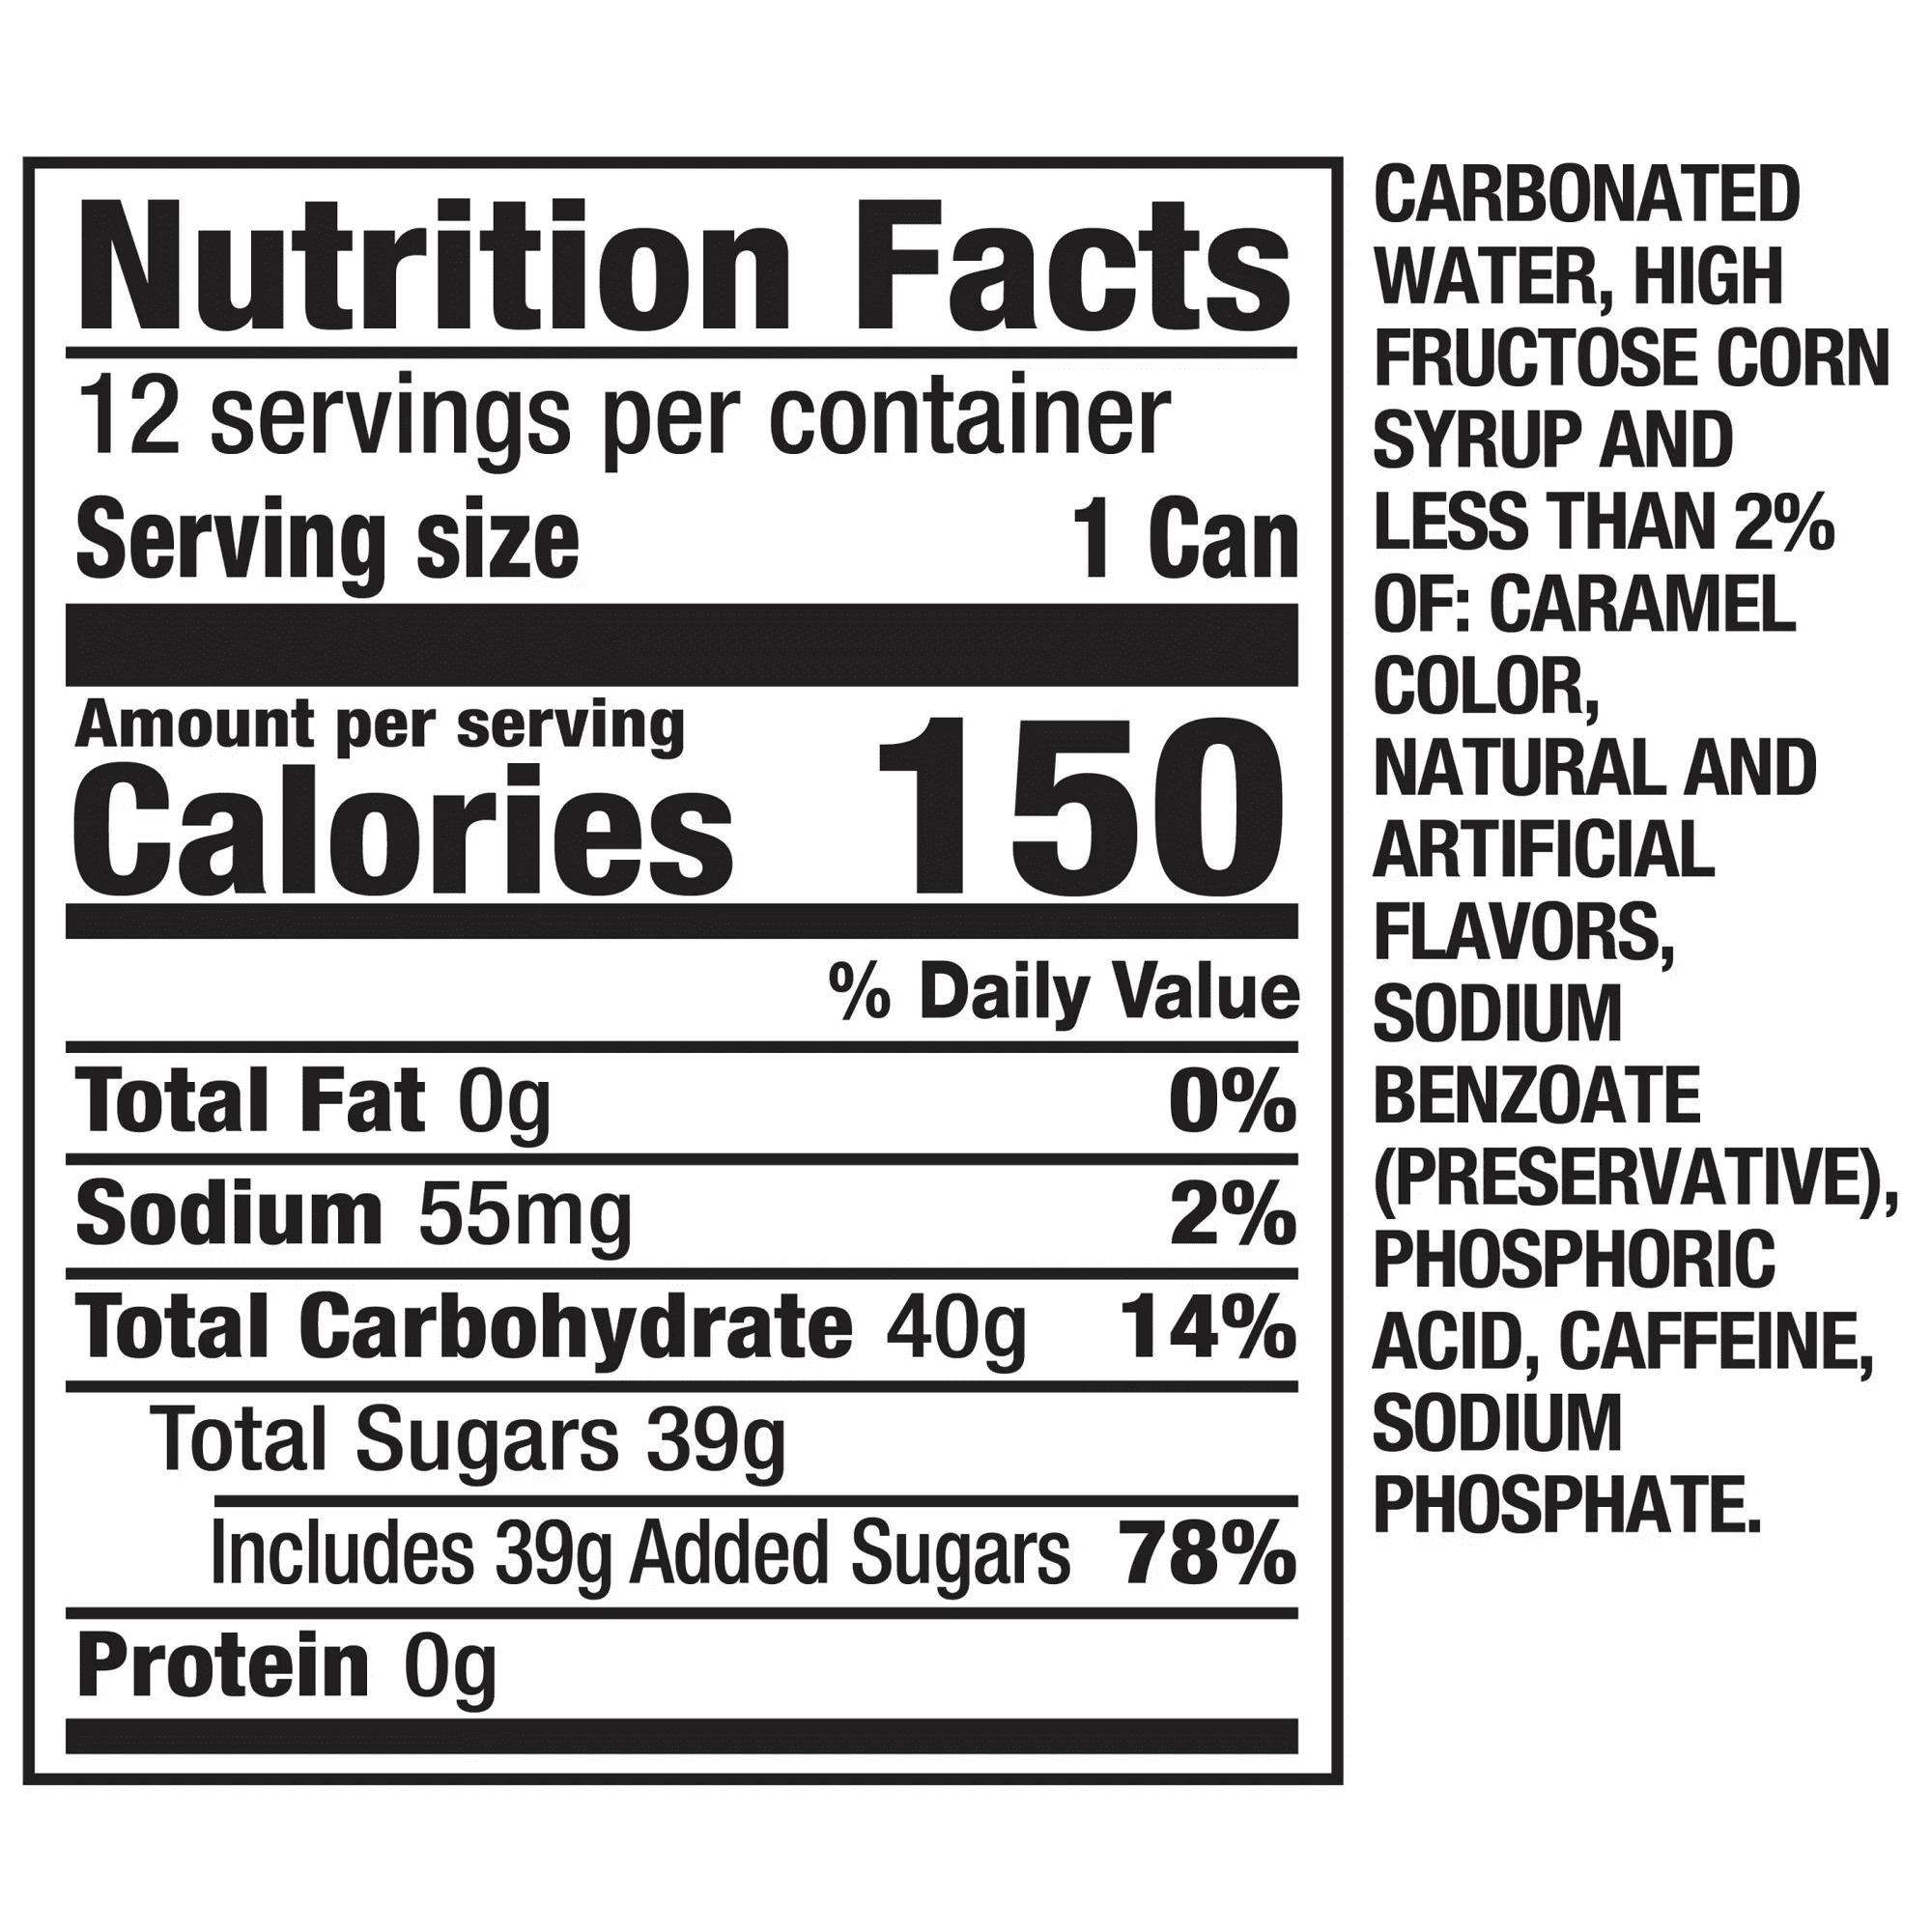 Nutrition Facts
12 servings per container
Serving size 1 Can
Amount per serving
Calories 150
% Daily Value
Total Fat 0g 0%
Sodium 55mg 2%
Total Carbohydrate 40g 14%
Total Sugars 39g
Includes 39g Added Sugars 78%
Protein 0g
CARBONATED
WATER, HIGH
FRUCTOSE CORN
SYRUP AND
LESS THAN 2%
OF: CARAMEL
COLOR,
NATURAL AND
ARTIFICIAL
FLAVORS,
SODIUM
BENZOATE
(PRESERVATIVE),
PHOSPHORIC
ACID, CAFFEINE,
SODIUM
PHOSPHATE.